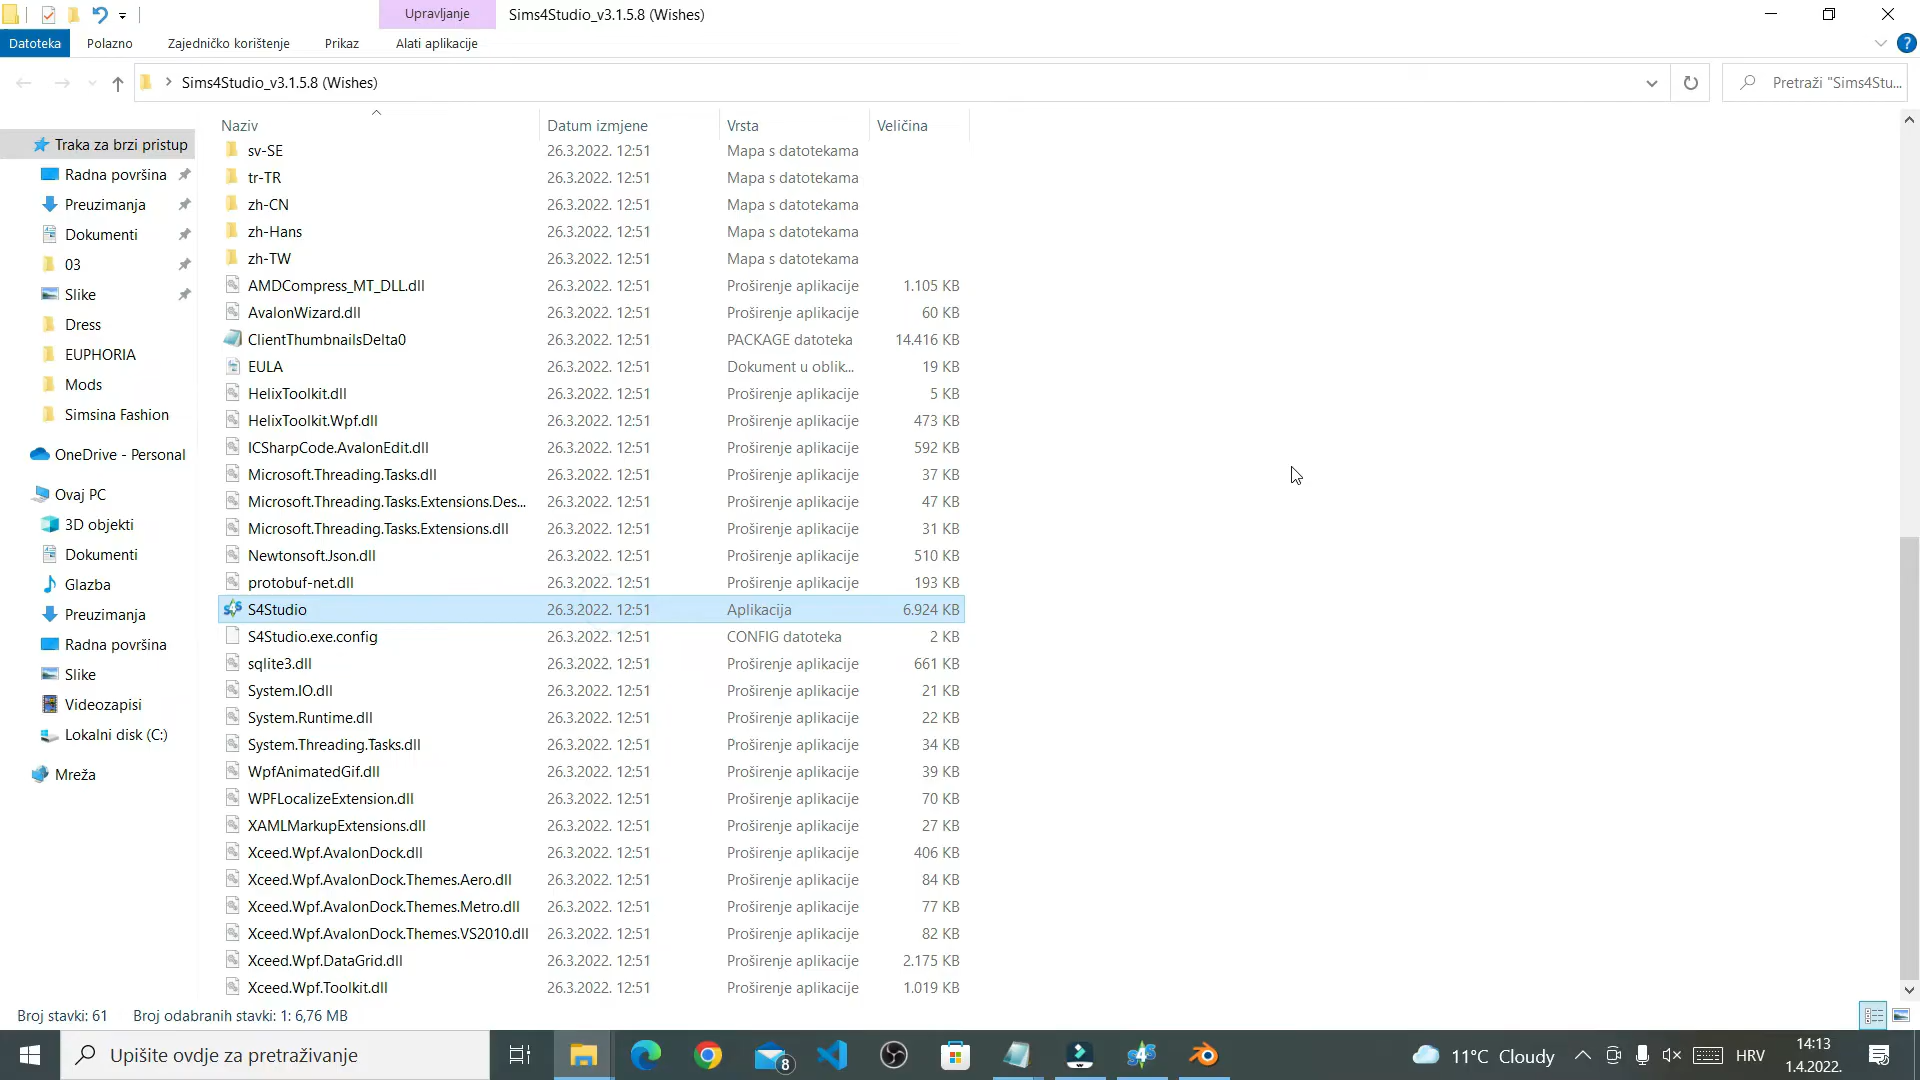 Upravljanje
Sims4Studio_v3.1.5.8 (Wishes)
Datoteka
Polazno
Zajedničko korištenje
Prikaz
Alati aplikacije
Sims4Studio_v3.1.5.8 (Wishes)
Pretraži "Sims4Stu...
Traka za brzi pristup
Radna površina
Preuzimanja
Dokumenti
03
Slike
Dress
EUPHORIA
Mods
Simsina Fashion
OneDrive - Personal
Ovaj PC
3D objekti
Dokumenti
Glazba
Preuzimanja
Radna površina
Slike
Videozapisi
Lokalni disk (C:)
Mreža
Naziv Datum izmjene Vrsta Veličina
sv-SE 26.3.2022. 12:51 Mapa s datotekama
tr-TR 26.3.2022. 12:51 Mapa s datotekama
zh-CN 26.3.2022. 12:51 Mapa s datotekama
zh-Hans 26.3.2022. 12:51 Mapa s datotekama
zh-TW 26.3.2022. 12:51 Mapa s datotekama
AMDCompress_MT_DLL.dll 26.3.2022. 12:51 Proširenje aplikacije 1.105 KB
AvalonWizard.dll 26.3.2022. 12:51 Proširenje aplikacije 60 KB
ClientThumbnailsDelta0 26.3.2022. 12:51 PACKAGE datoteka 14.416 KB
EULA 26.3.2022. 12:51 Dokument u oblik... 19 KB
HelixToolkit.dll 26.3.2022. 12:51 Proširenje aplikacije 5 KB
HelixToolkit.Wpf.dll 26.3.2022. 12:51 Proširenje aplikacije 473 KB
ICSharpCode.AvalonEdit.dll 26.3.2022. 12:51 Proširenje aplikacije 592 KB
Microsoft.Threading.Tasks.dll 26.3.2022. 12:51 Proširenje aplikacije 37 KB
Microsoft.Threading.Tasks.Extensions.Des... 26.3.2022. 12:51 Proširenje aplikacije 47 KB
Microsoft.Threading.Tasks.Extensions.dll 26.3.2022. 12:51 Proširenje aplikacije 31 KB
Newtonsoft.Json.dll 26.3.2022. 12:51 Proširenje aplikacije 510 KB
protobuf-net.dll 26.3.2022. 12:51 Proširenje aplikacije 193 KB
S4Studio 26.3.2022. 12:51 Aplikacija 6.924 KB
S4Studio.exe.config 26.3.2022. 12:51 CONFIG datoteka 2 KB
sqlite3.dll 26.3.2022. 12:51 Proširenje aplikacije 661 KB
System.IO.dll 26.3.2022. 12:51 Proširenje aplikacije 21 KB
System.Runtime.dll 26.3.2022. 12:51 Proširenje aplikacije 22 KB
System.Threading.Tasks.dll 26.3.2022. 12:51 Proširenje aplikacije 34 KB
WpfAnimatedGif.dll 26.3.2022. 12:51 Proširenje aplikacije 39 KB
WPFLocalizeExtension.dll 26.3.2022. 12:51 Proširenje aplikacije 70 KB
XAMLMarkupExtensions.dll 26.3.2022. 12:51 Proširenje aplikacije 27 KB
Xceed.Wpf.AvalonDock.dll 26.3.2022. 12:51 Proširenje aplikacije 406 KB
Xceed.Wpf.AvalonDock.Themes.Aero.dll 26.3.2022. 12:51 Proširenje aplikacije 84 KB
Xceed.Wpf.AvalonDock.Themes.Metro.dll 26.3.2022. 12:51 Proširenje aplikacije 77 KB
Xceed.Wpf.AvalonDock.Themes.VS2010.dll 26.3.2022. 12:51 Proširenje aplikacije 82 KB
Xceed.Wpf.DataGrid.dll 26.3.2022. 12:51 Proširenje aplikacije 2.175 KB
Xceed.Wpf.Toolkit.dll 26.3.2022. 12:51 Proširenje aplikacije 1.019 KB
Broj stavki: 61 Broj odabranih stavki: 1: 6,76 MB
Upišite ovdje za pretraživanje
8
11°C Cloudy
HRV
14:13
1.4.2022.